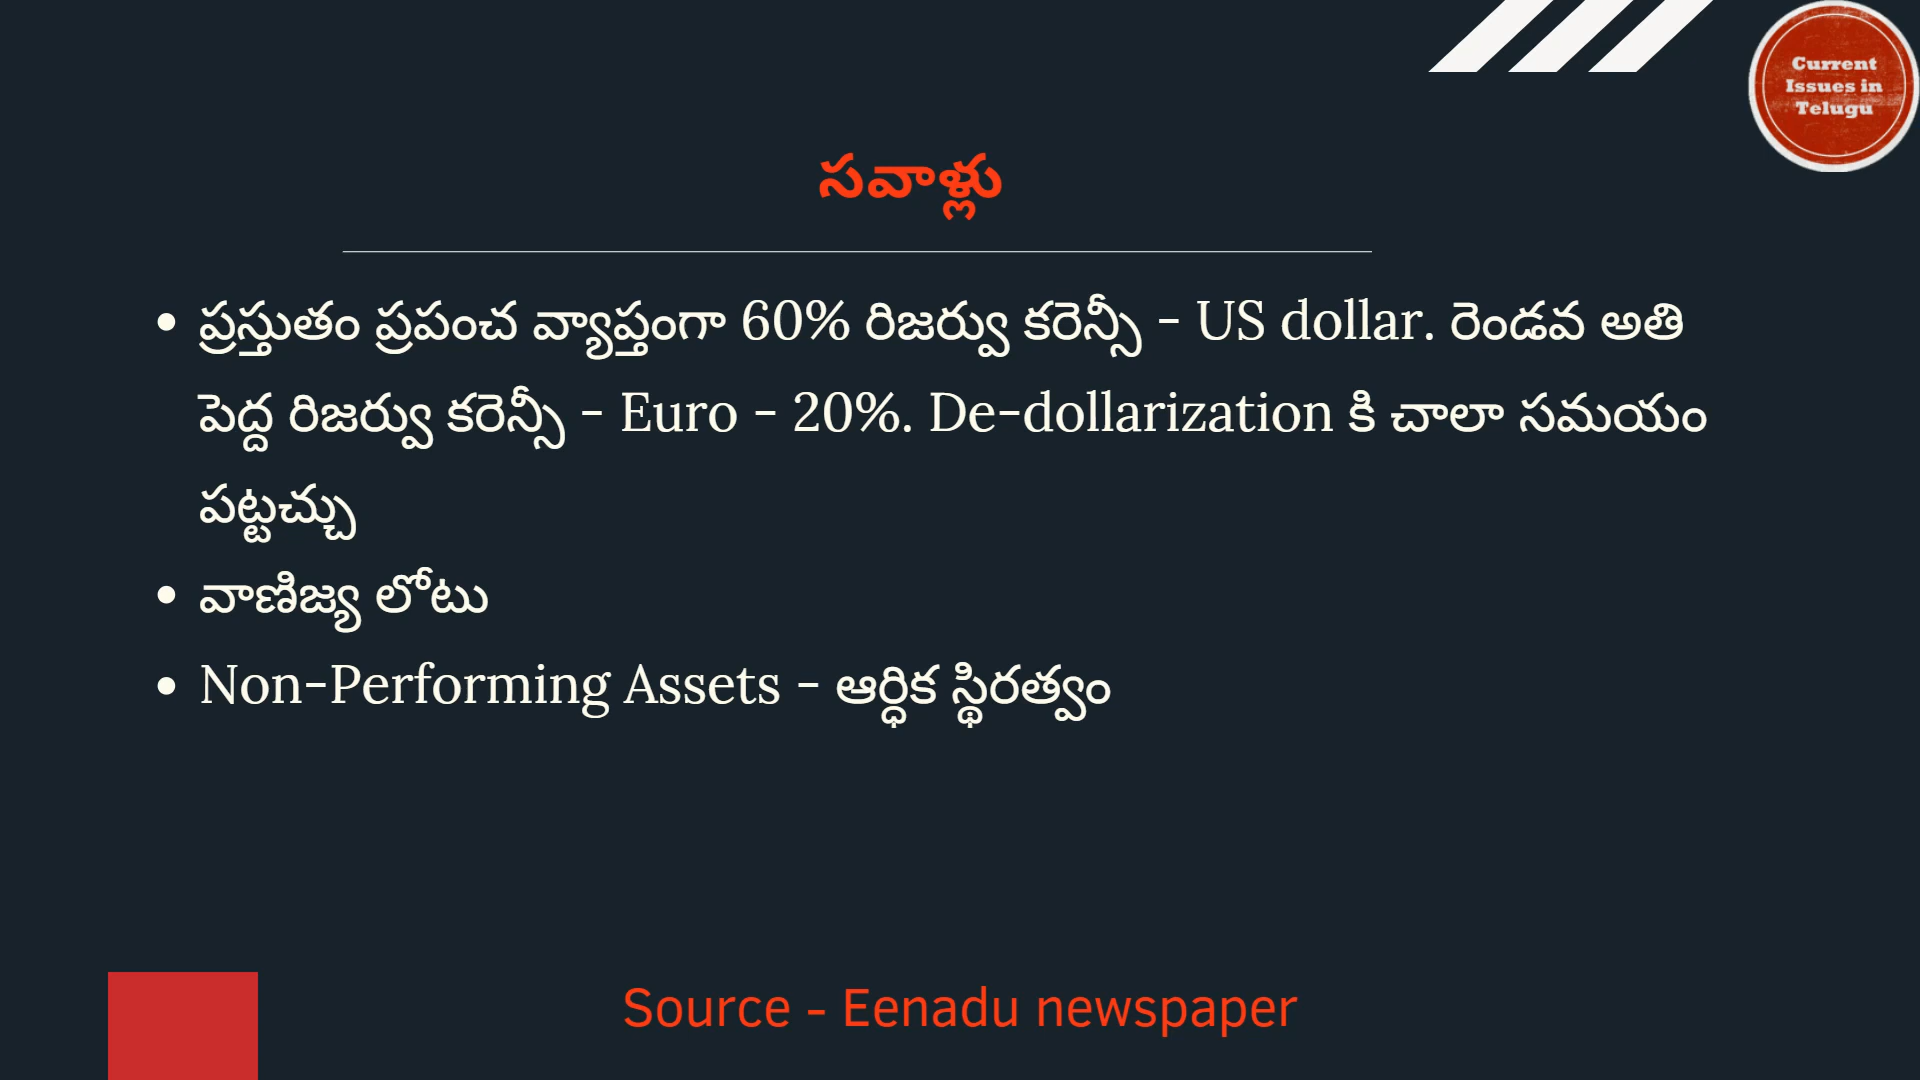 Current
Issues in
Telugu
సవాళ్లు
• ప్రస్తుతం ప్రపంచ వ్యాప్తంగా 60% రిజర్వు కరెన్సీ - US dollar. రెండవ అతి
పెద్ద రిజర్వు కరెన్సీ - Euro - 20%. De-dollarization కి చాలా సమయం
పట్టచ్చు
• వాణిజ్య లోటు
• Non-Performing Assets - ఆర్ధిక స్థిరత్వం
Source - Eenadu newspaper